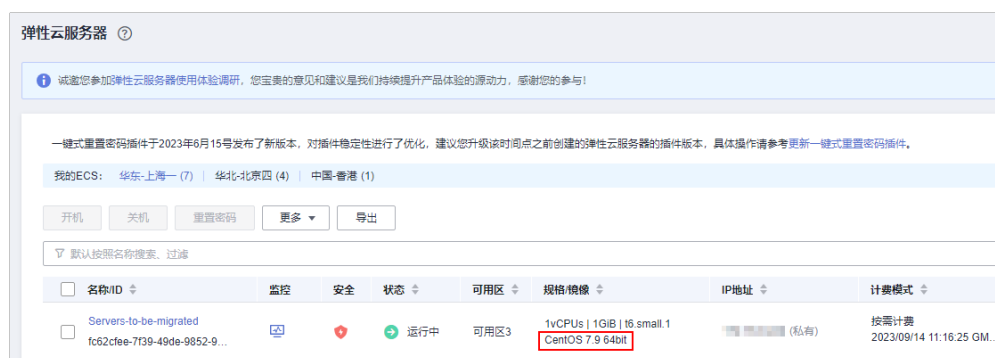 弹性云服务器
诚邀您参加弹性云服务器使用体验调研，您宝贵的意见和建议是我们持续提升产品体验的源动力，感谢您的参与！
一键式重置密码插件于2023年6月15号发布了新版本，对插件稳定性进行了优化，建议您升级该时间点之前创建的弹性云服务器的插件版本，具体操作请参考更新一键式重置密码插件。
我的ECS： 华东-上海一 (7) | 华北-北京四 (4) | 中国-香港 (1)
开机 关机 重置密码 更多 导出
默认按照名称搜索、过滤
名称/ID 监控 安全 状态 可用区 规格/镜像 IP地址 计费模式
Servers-to-be-migrated 运行中 可用区3 1vCPUs | 1GiB | t6.small.1 (私有) 按需计费
fc62cfee-7f39-49de-9852-9... CentOS 7.9 64bit 2023/09/14 11:16:25 GM...